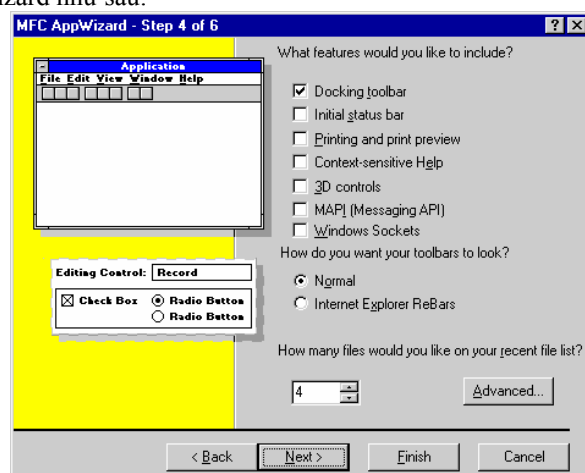 izard như sau:
MFC AppWizard - Step 4 of 6
Application
File Edit View Window Help
Editing Control: Record
Check Box
Radio Button
Radio Button
What features would you like to include?
Docking toolbar
Initial status bar
Printing and print preview
Context-sensitive Help
3D controls
MAPI (Messaging API)
Windows Sockets
How do you want your toolbars to look?
Normal
Internet Explorer ReBars
How many files would you like on your recent file list?
4
Advanced...
< Back
Next >
Finish
Cancel